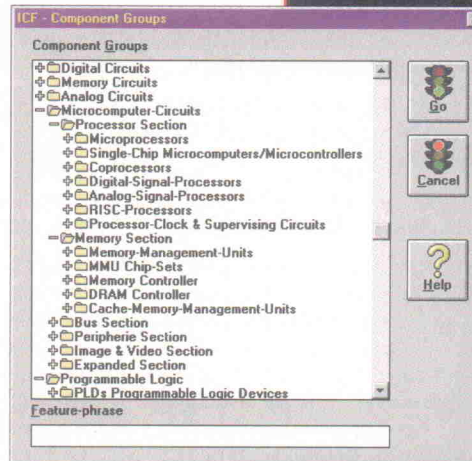 ICF - Component Groups
Component Groups
Digital Circuits
Memory Circuits
Analog Circuits
Microcomputer-Circuits
Processor Section
Microprocessors
Single-Chip Microcomputers/Microcontrollers
Coprocessors
Digital-Signal-Processors
Analog-Signal-Processors
RISC-Processors
Processor-Clock & Supervising Circuits
Memory Section
Memory-Management-Units
MMU Chip-Sets
Memory Controller
DRAM Controller
Cache-Memory-Management-Units
Bus Section
Peripherie Section
Image & Video Section
Expanded Section
Programmable Logic
PLDs Programmable Logic Devices
Feature-phrase
Go
Cancel
Help